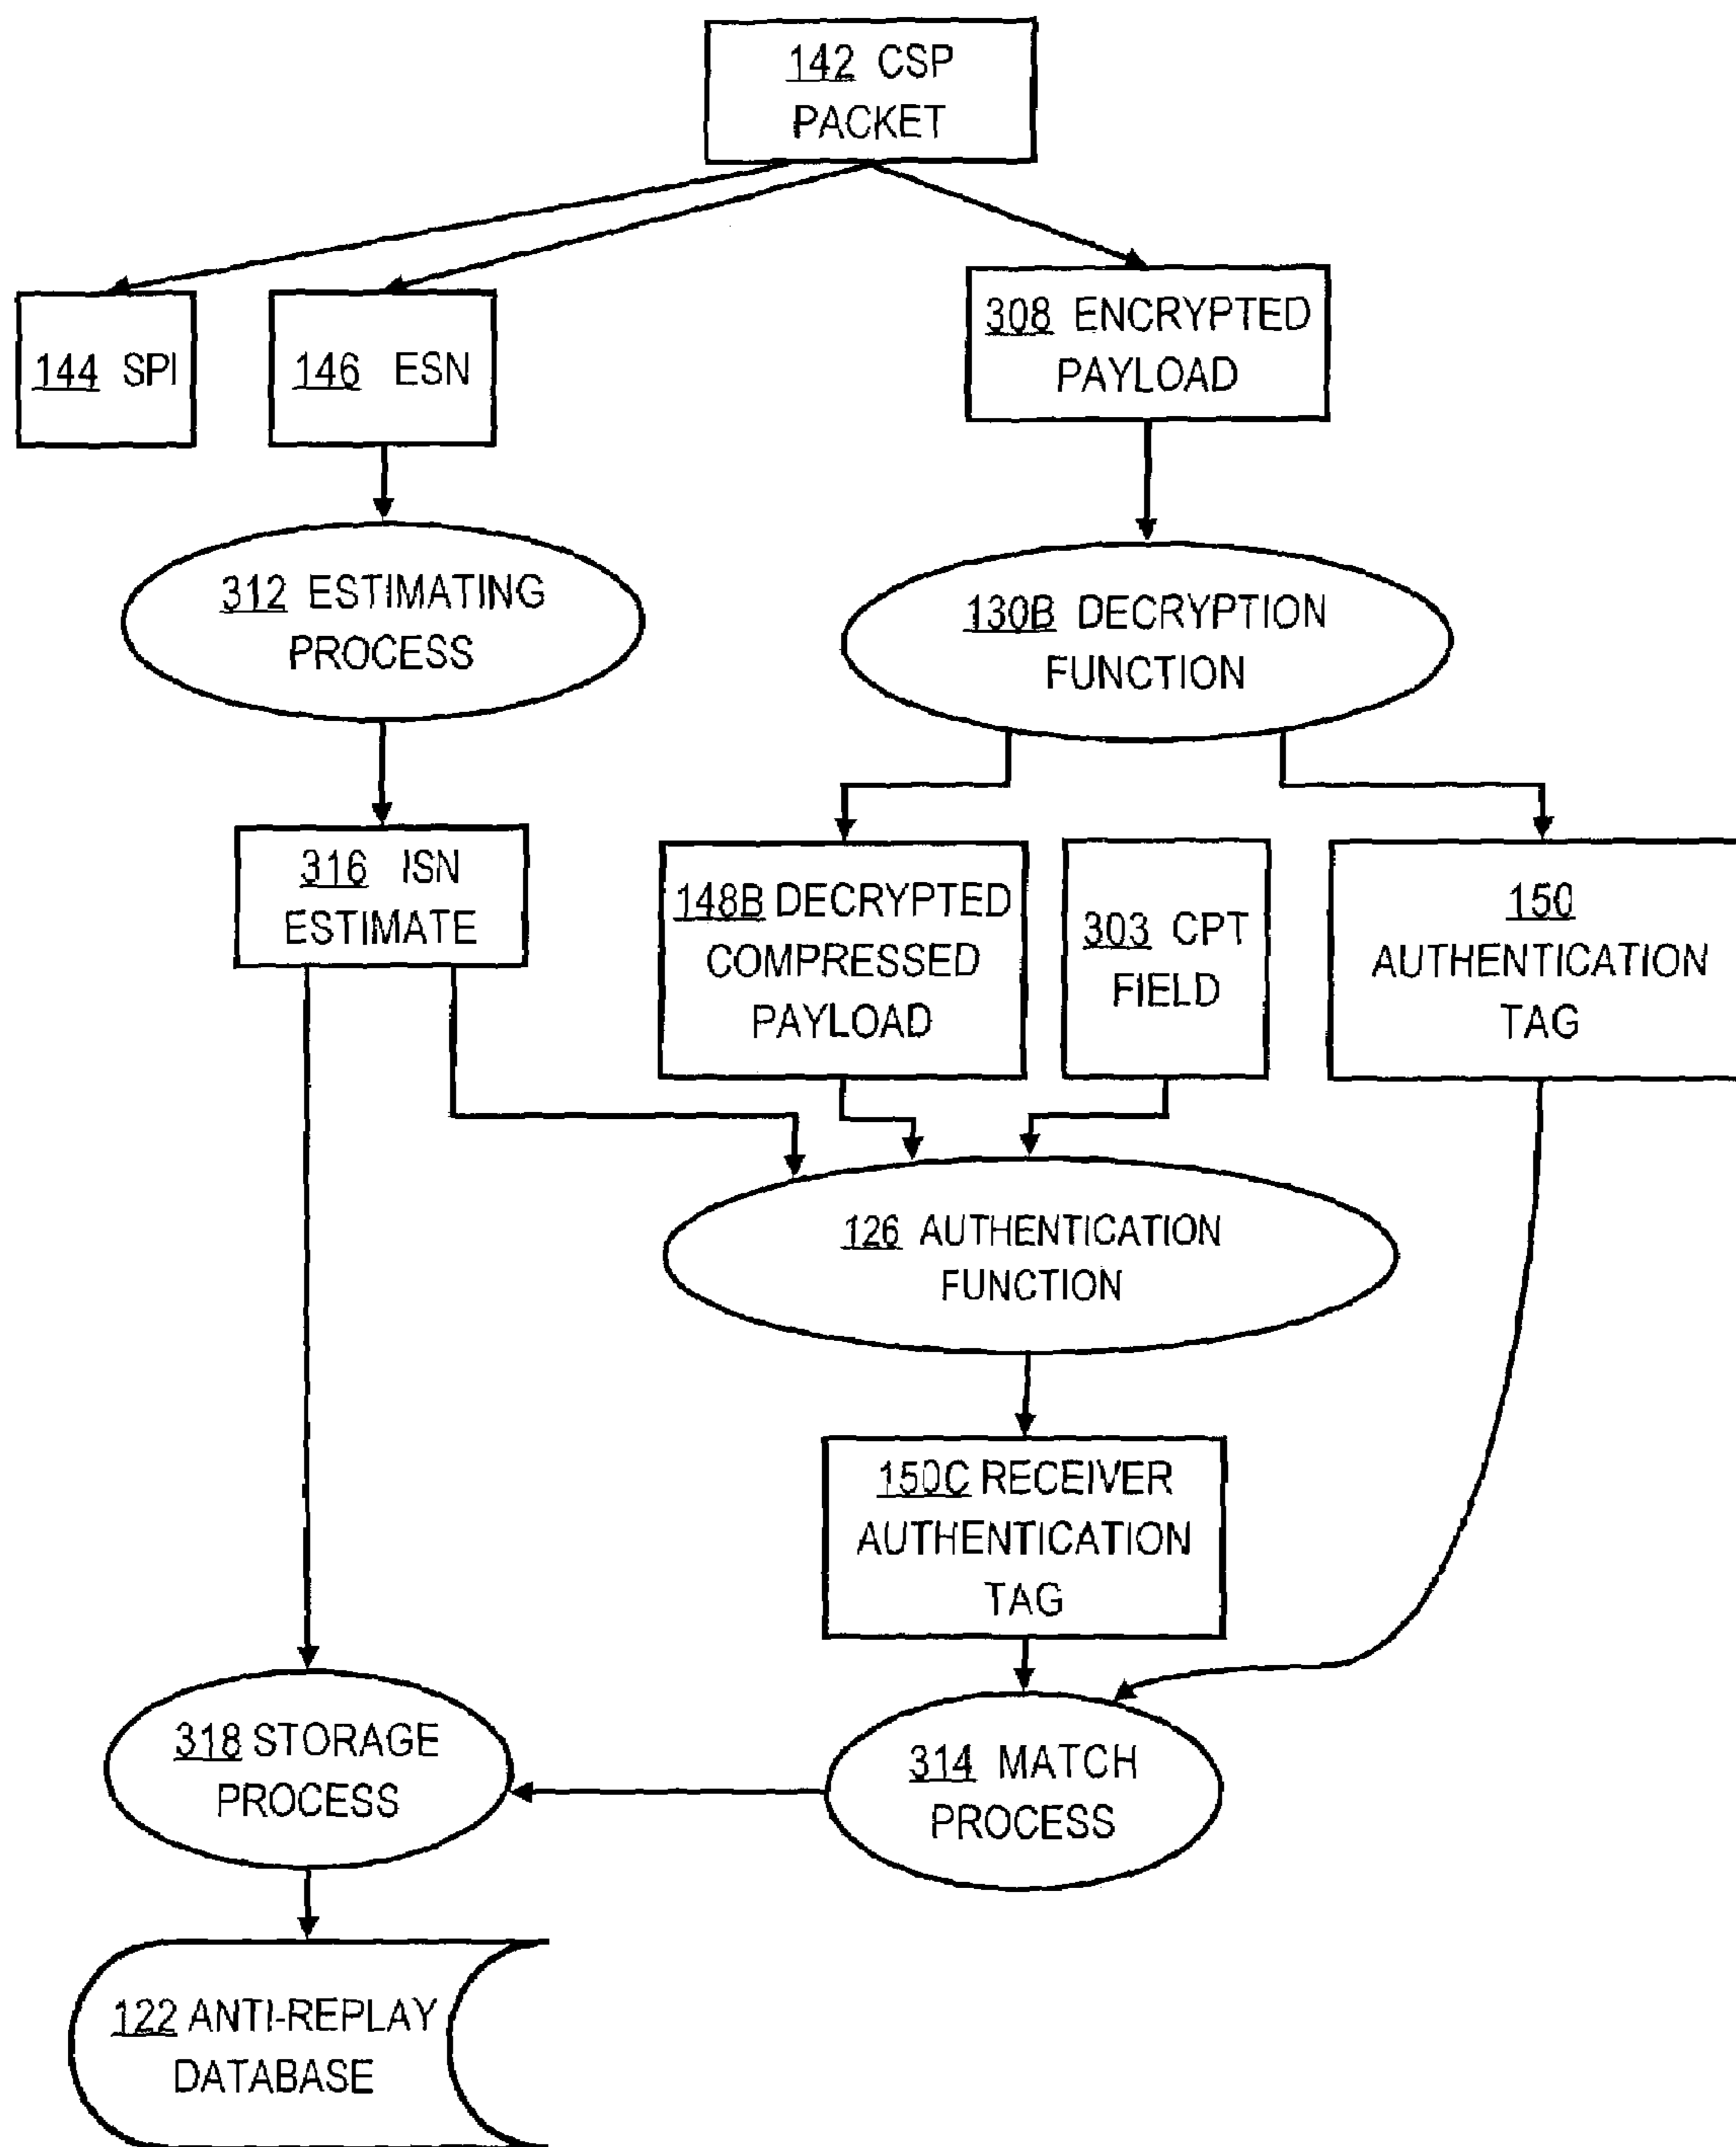 142 CSP
PACKET
144 SPI
146 ESN
308 ENCRYPTED
PAYLOAD
312 ESTIMATING
PROCESS
130B DECRYPTION
FUNCTION
316 ISN
ESTIMATE
148B DECRYPTED
COMPRESSED
PAYLOAD
303 CPT
FIELD
150
AUTHENTICATION
TAG
126 AUTHENTICATION
FUNCTION
150C RECEIVER
AUTHENTICATION
TAG
318 STORAGE
PROCESS
314 MATCH
PROCESS
122 ANTI-REPLAY
DATABASE